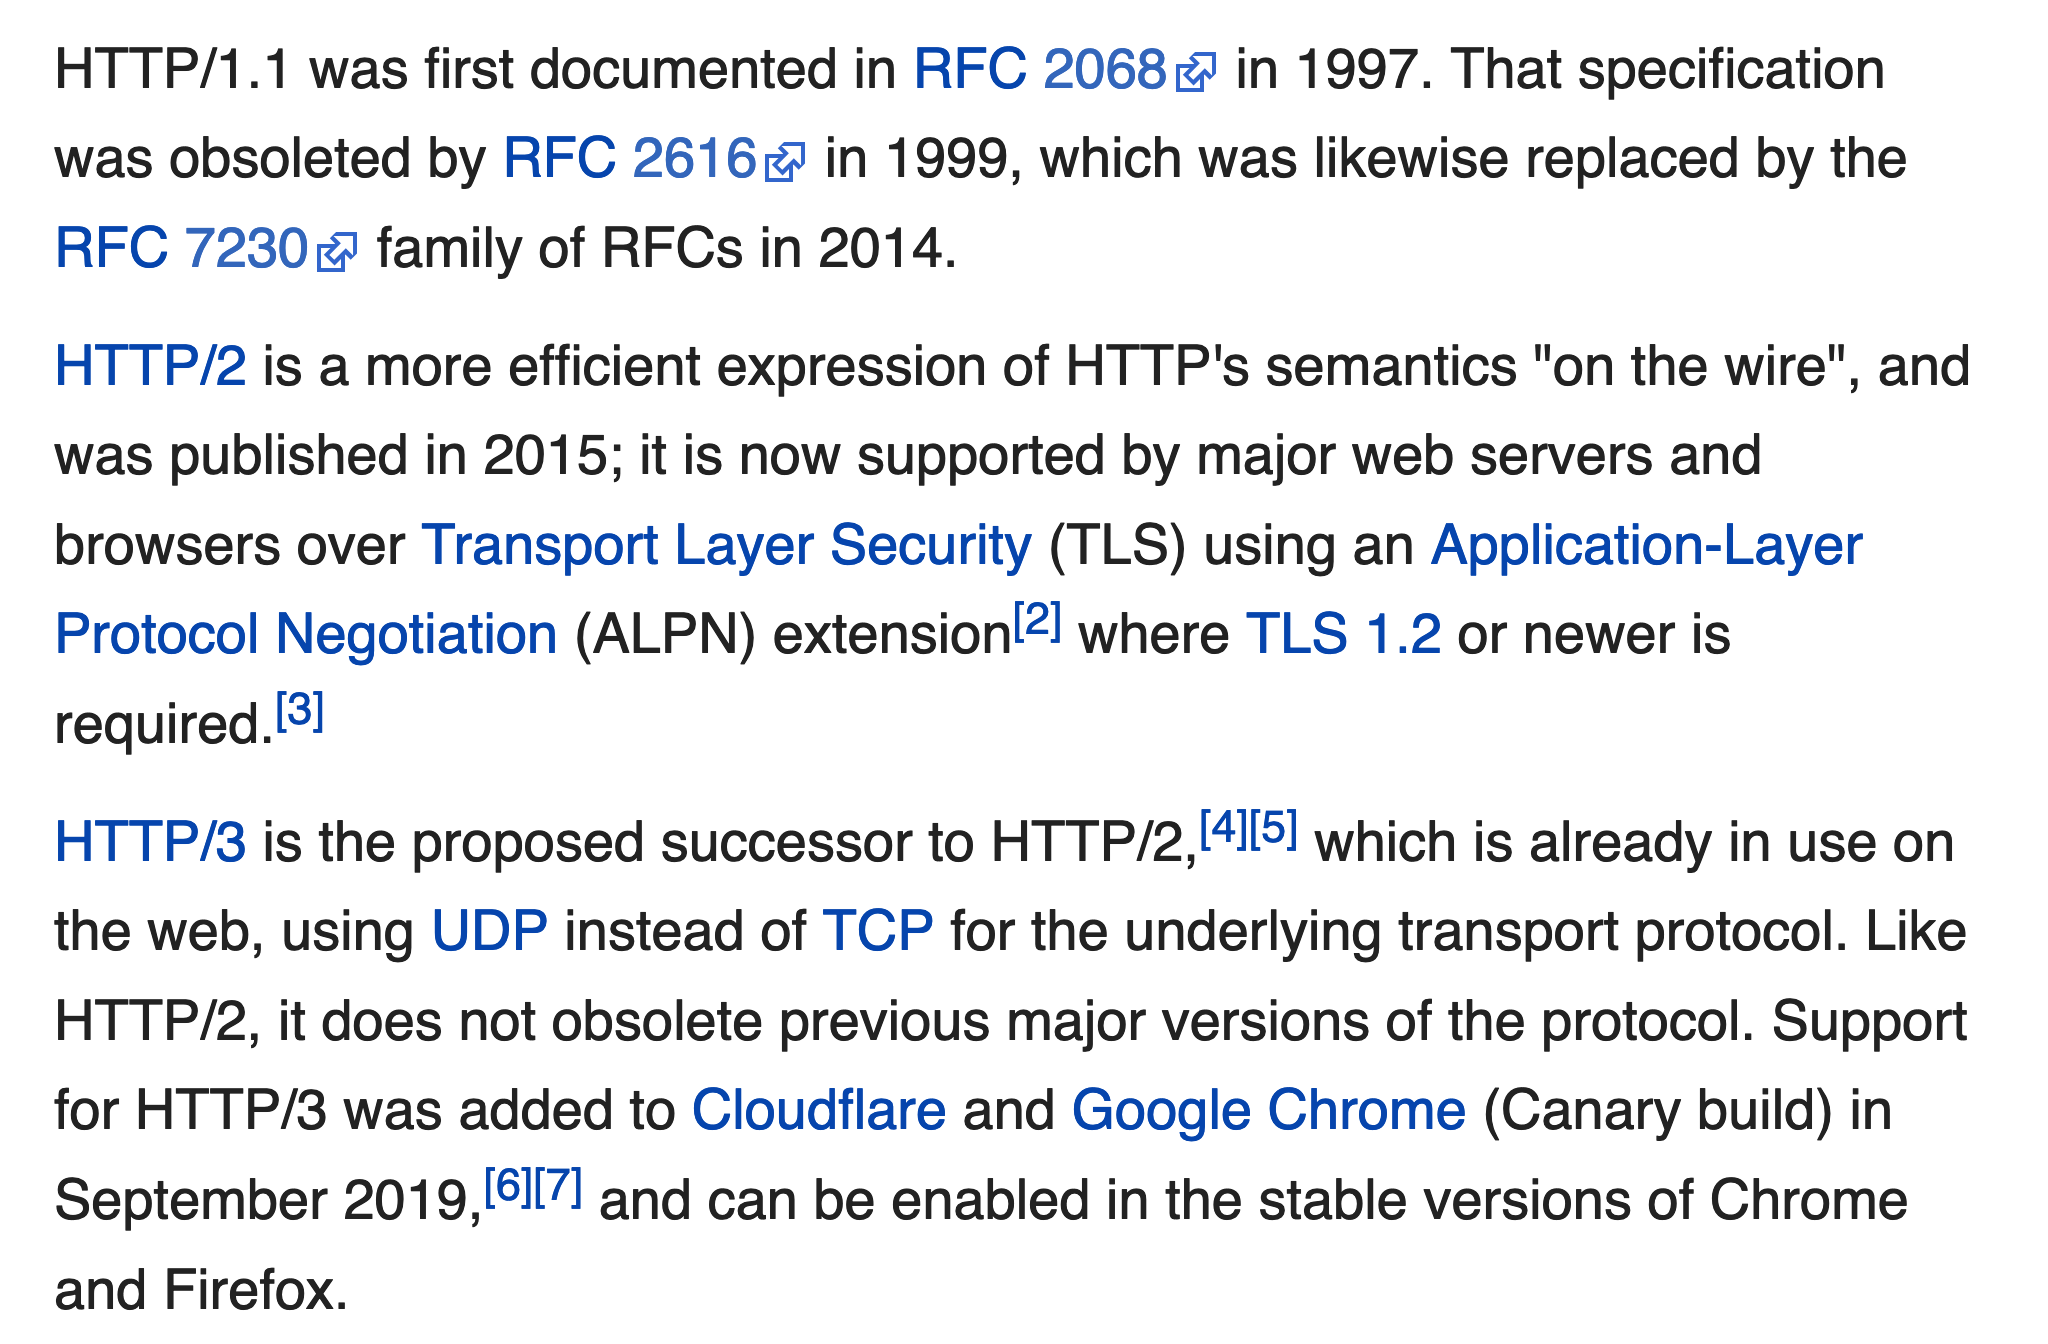 HTTP/1.1 was first documented in RFC 2068 in 1997. That specification
was obsoleted by RFC 2616 in 1999, which was likewise replaced by the
RFC 7230 family of RFCs in 2014.
HTTP/2 is a more efficient expression of HTTP's semantics "on the wire", and
was published in 2015; it is now supported by major web servers and
browsers over Transport Layer Security (TLS) using an Application-Layer
Protocol Negotiation (ALPN) extension[2] where TLS 1.2 or newer is
required.[3]
HTTP/3 is the proposed successor to HTTP/2,[4][5] which is already in use on
the web, using UDP instead of TCP for the underlying transport protocol. Like
HTTP/2, it does not obsolete previous major versions of the protocol. Support
for HTTP/3 was added to Cloudflare and Google Chrome (Canary build) in
September 2019,[6][7] and can be enabled in the stable versions of Chrome
and Firefox.